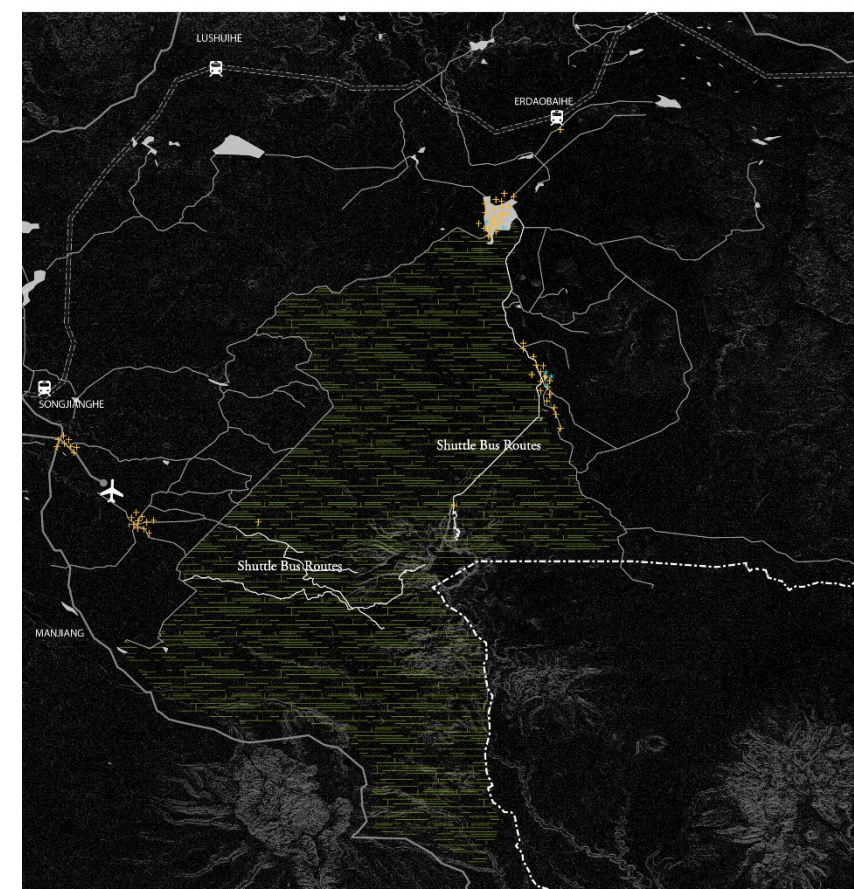 LUSHUIHE
ERDAOBAIHE
SONGJIANGHE
Shuttle Bus Routes
Shuttle Bus Routes
MANJIANG